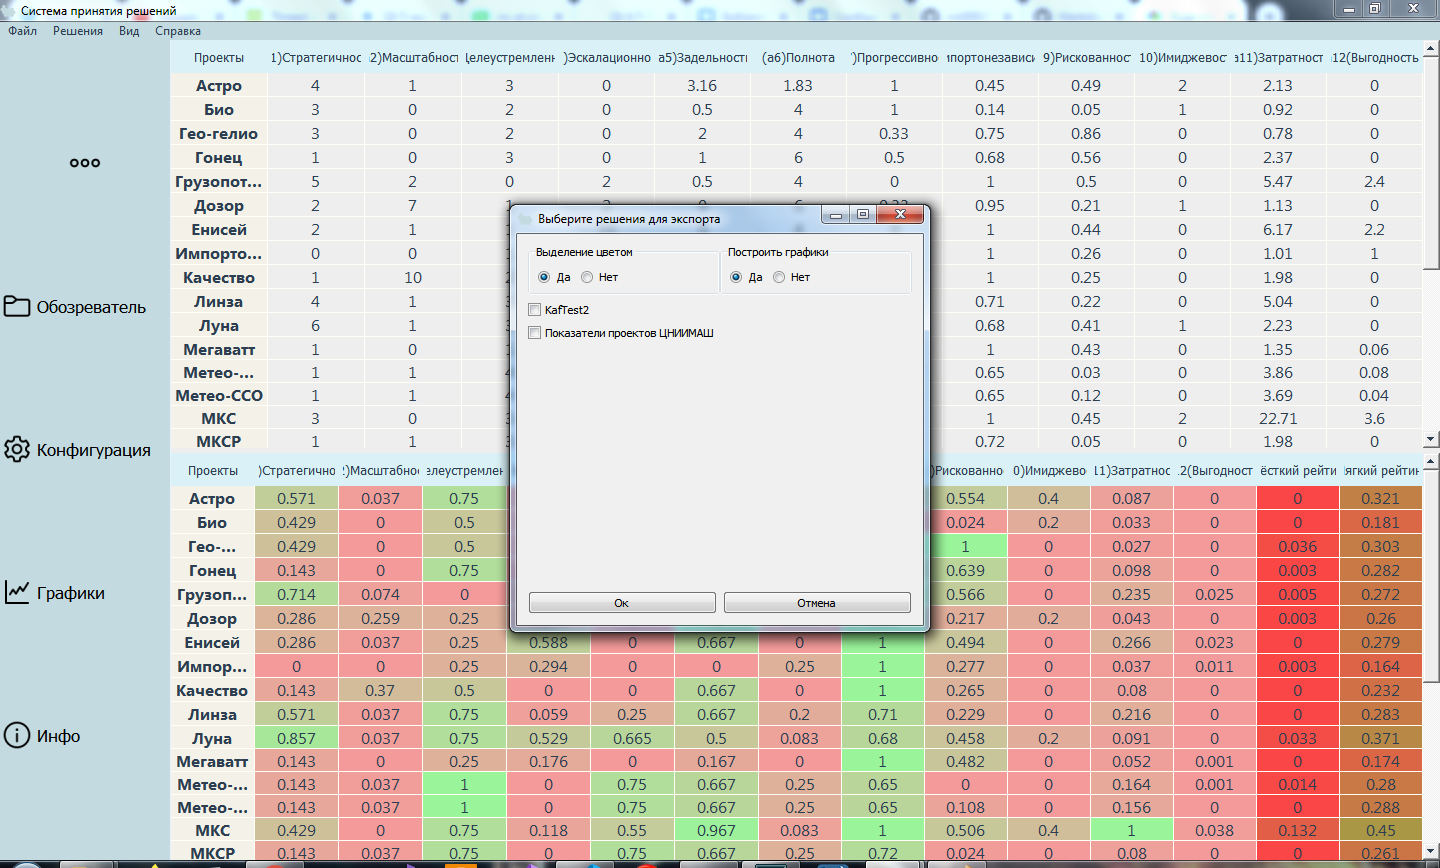 Система принятия решений
Файл Решения Вид Справка
Проекты 1)Стратегичнос 12)Масштабност Целеустремленн )Эскалационно а5)Задельность (а6)Полнота ')Прогрессивно импортонезависи 9)Рискованност 10)Имиджевост а11)Затратност 12(Выгодность
Астро 4 1 3 0 3.16 1.83 1 0.45 0.49 2 2.13 0
Био 3 0 2 0 0.5 4 1 0.14 0.05 1 0.92 0
Гео-гелио 3 0 2 0 2 4 0.33 0.75 0.86 0 0.78 0
Гонец 1 0 3 0 1 6 0.5 0.68 0.56 0 2.37 0
Грузопот... 5 2 0 2 0.5 4 0 1 0.5 0 5.47 2.4
Дозор 2 7 0.95 0.21 1 1.13 0
Енисей 2 1 1 0.44 0 6.17 2.2
Импорто... 0 0 1 0.26 0 1.01 1
Качество 1 10 1 0.25 0 1.98 0
Линза 4 1 0.71 0.22 0 5.04 0
Луна 6 1 0.68 0.41 1 2.23 0
Мегаватт 1 0 1 0.43 0 1.35 0.06
Метео-... 1 1 0.65 0.03 0 3.86 0.08
Метео-ССО 1 1 0.65 0.12 0 3.69 0.04
МКС 3 0 1 0.45 2 22.71 3.6
МКСР 1 1 0.72 0.05 0 1.98 0
Обозреватель
Конфигурация
Графики
Инфо
Выберите решения для экспорта
Выделение цветом
Да Нет
Построить графики
Да Нет
KafTest2
Показатели проектов ЦНИИМАШ
Ок Отмена
Проекты )Стратегично 2)Масштабнос елеустремлен )Рискованно 0)Имиджево 11)Затратнос .2(Выгодност ёсткий рейти Мягкий рейтин
Астро 0.571 0.037 0.75 0.554 0.4 0.087 0 0 0.321
Био 0.429 0 0.5 0.024 0.2 0.033 0 0 0.181
Гео-... 0.429 0 0.5 1 0 0.027 0 0.036 0.303
Гонец 0.143 0 0.75 0.639 0 0.098 0 0.003 0.282
Грузоп... 0.714 0.074 0 0.566 0 0.235 0.025 0.005 0.272
Дозор 0.286 0.259 0.25 0.217 0.2 0.043 0 0.003 0.26
Енисей 0.286 0.037 0.25 0.588 0 0.667 0 1 0.494 0 0.266 0.023 0 0.279
Импор... 0 0 0.25 0.294 0 0 0.25 1 0.277 0 0.037 0.011 0.003 0.164
Качество 0.143 0.37 0.5 0 0 0.667 0 1 0.265 0 0.08 0 0 0.232
Линза 0.571 0.037 0.75 0.059 0.25 0.667 0.2 0.71 0.229 0 0.216 0 0 0.283
Луна 0.857 0.037 0.75 0.529 0.665 0.5 0.083 0.68 0.458 0.2 0.091 0 0.033 0.371
Мегаватт 0.143 0 0.25 0.176 0 0.167 0 1 0.482 0 0.052 0.001 0 0.174
Метео-... 0.143 0.037 1 0 0.75 0.667 0.25 0.65 0 0 0.164 0.001 0.014 0.28
Метео-... 0.143 0.037 1 0 0.75 0.667 0.25 0.65 0.108 0 0.156 0 0 0.288
МКС 0.429 0 0.75 0.118 0.55 0.967 0.083 1 0.506 0.4 1 0.038 0.132 0.45
МКСР 0.143 0.037 0.75 0 0.75 0.667 0.25 0.72 0.024 0 0.08 0 0 0.261